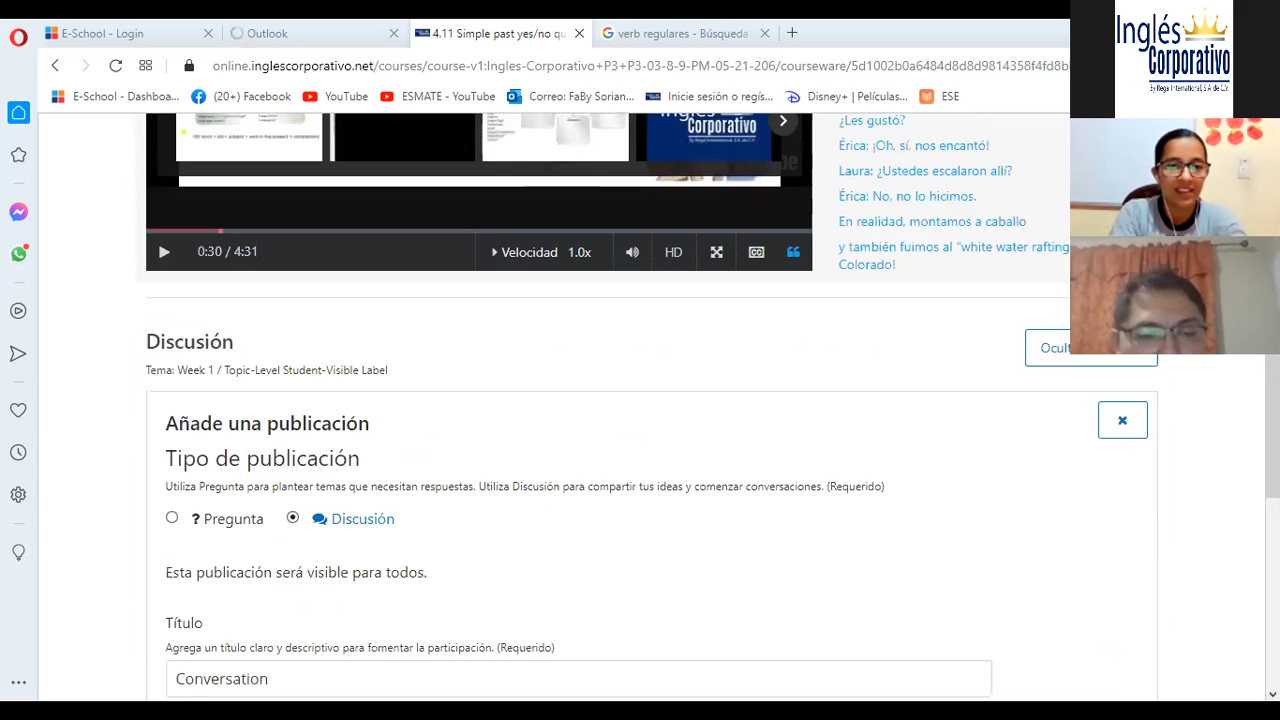 E-School - Login
Outlook
4.11 Simple past yes/no qu
verb regulares - Búsqueda
online.inglescorporativo.net/courses/course-v1:Ingles-Corporativo+P3+P3-03-8-9-PM-05-21-206/courseware/5d1002b0a6484d8d8d9814358f4fd8b
E-School - Dashboa...
(20+) Facebook
YouTube
ESMATE - YouTube
Correo: FaBy Sorian...
Inicie sesión o regís...
Disney+ | Películas...
ESE
Inglés
Corporativo
By Rega International, S.A. de C.V.
Corporativo
¿Les gustó?
Érica: ¡Oh, sí, nos encantó!
Laura: ¿Ustedes escalaron allí?
Érica: No, no lo hicimos.
En realidad, montamos a caballo
y también fuimos al “white water rafting
Colorado!
0:30 / 4:31
Velocidad 1.0x
HD
CC
Discusión
Ocult
Tema: Week 1 / Topic-Level Student-Visible Label
Añade una publicación
Tipo de publicación
Utiliza Pregunta para plantear temas que necesitan respuestas. Utiliza Discusión para compartir tus ideas y comenzar conversaciones. (Requerido)
? Pregunta
Discusión
Esta publicación será visible para todos.
Título
Agrega un título claro y descriptivo para fomentar la participación. (Requerido)
Conversation